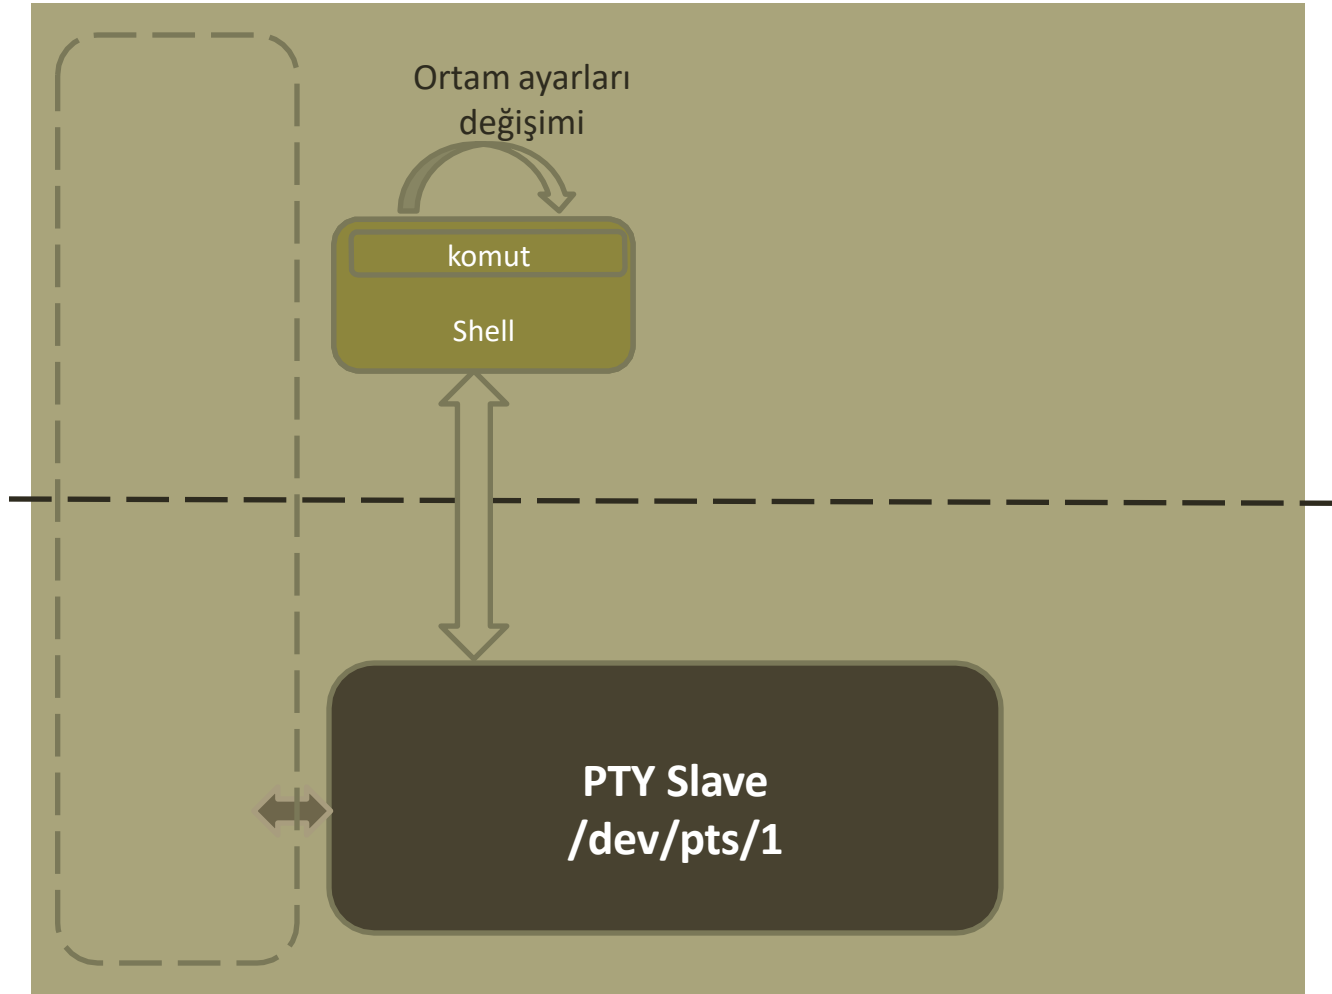 Ortam ayarları
değişimi
komut
Shell
PTY Slave
/dev/pts/1